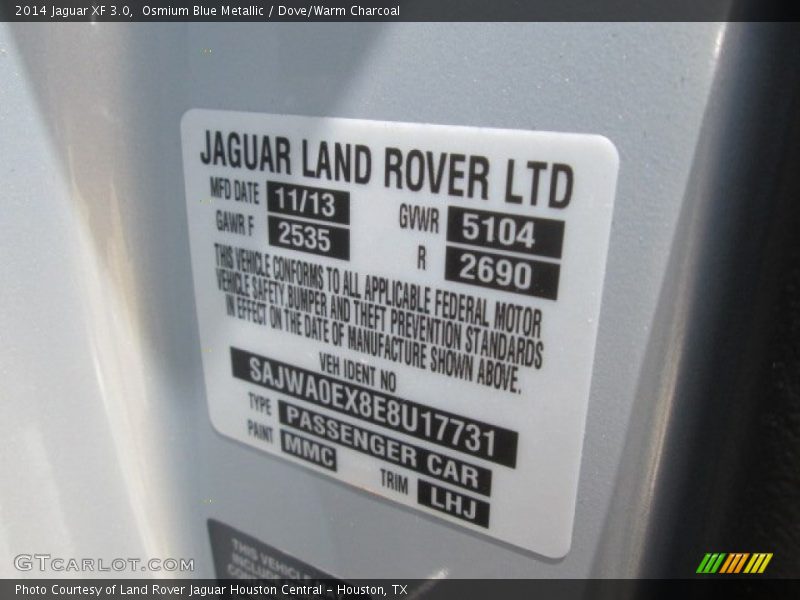 2014 Jaguar XF 3.0, Osmium Blue Metallic / Dove/Warm Charcoal
JAGUAR LAND ROVER LTD
MFD DATE 11/13 GVWR 5104
GAWR F 2535 R 2690
THIS VEHICLE CONFORMS TO ALL APPLICABLE FEDERAL MOTOR
VEHICLE SAFETY, BUMPER AND THEFT PREVENTION STANDARDS
IN EFFECT ON THE DATE OF MANUFACTURE SHOWN ABOVE.
VEH IDENT NO
SAJWA0EX8E8U17731
TYPE PASSENGER CAR
PAINT MMC TRIM LHJ
THIS VEHICLE
GTCARLOT.COM
Photo Courtesy of Land Rover Jaguar Houston Central - Houston, TX